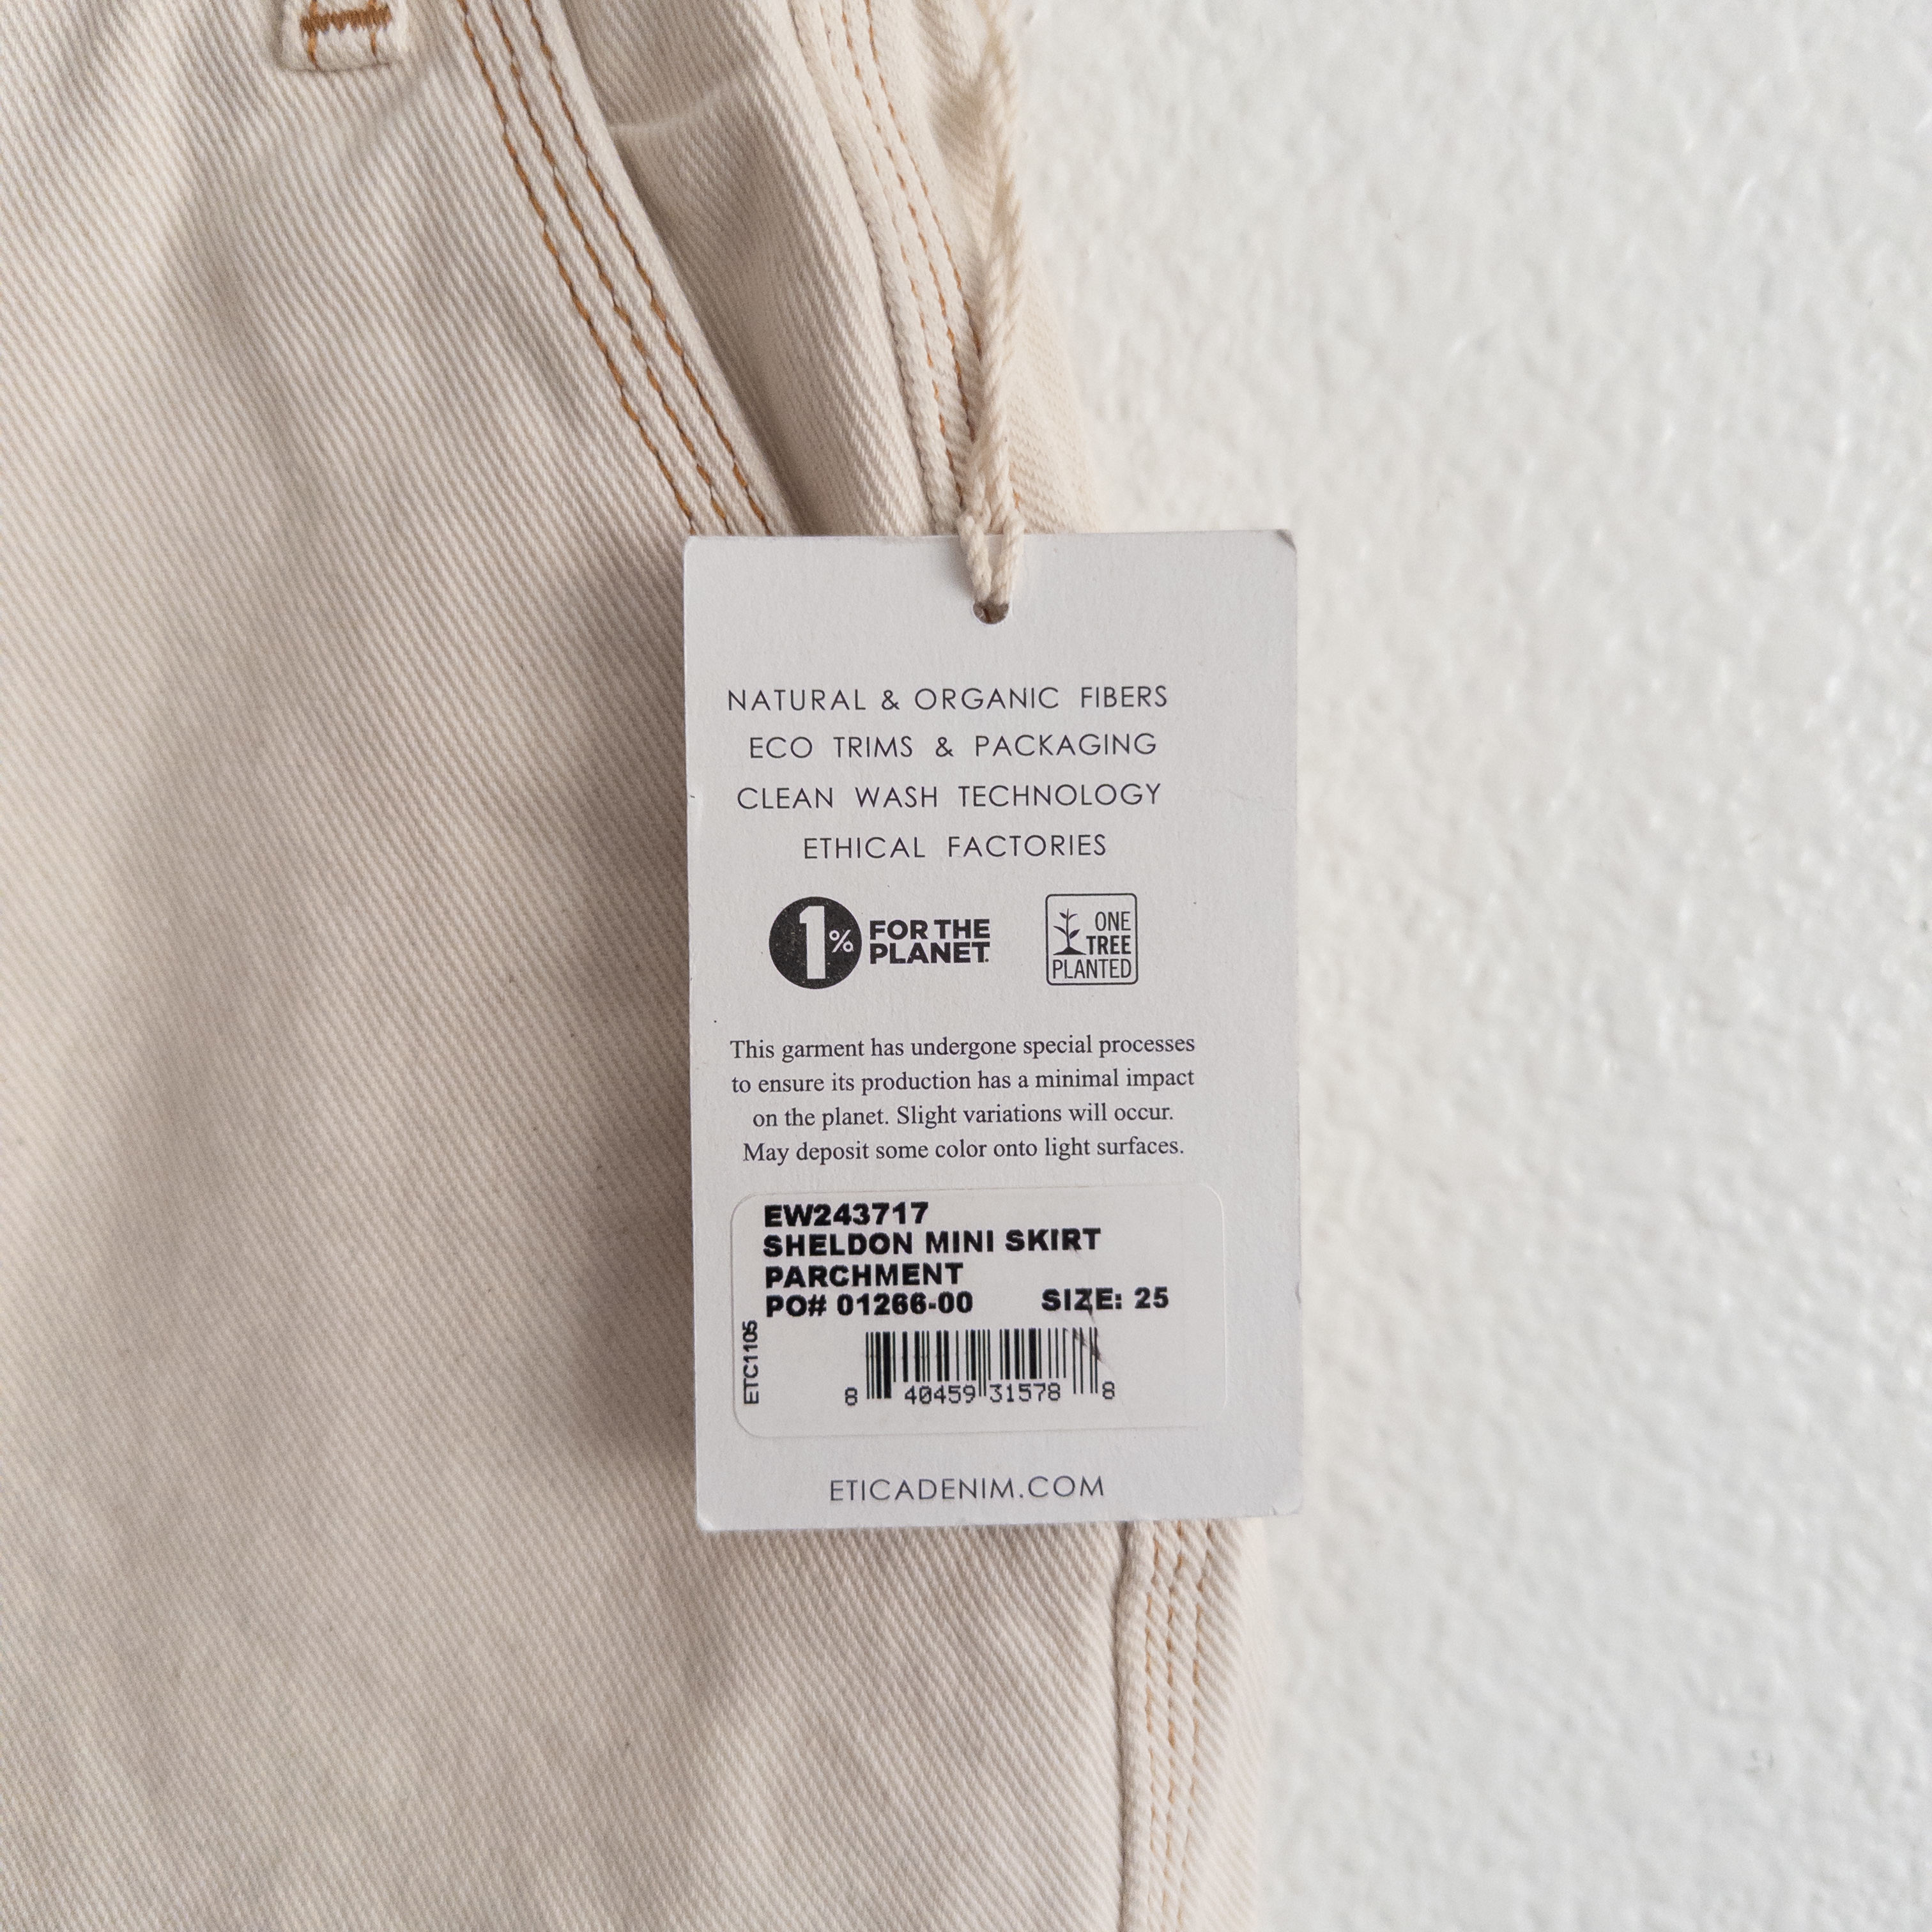 NATURAL & ORGANIC FIBERS
ECO TRIMS & PACKAGING
CLEAN WASH TECHNOLOGY
ETHICAL FACTORIES
1% FOR THE
PLANET.
ONE
TREE
PLANTED
This garment has undergone special processes
to ensure its production has a minimal impact
on the planet. Slight variations will occur.
May deposit some color onto light surfaces.
EW243717
SHELDON MINI SKIRT
PARCHMENT
PO# 01266-00 SIZE: 25
ETC1105
8 40459 31578 8
ETICADENIM.COM